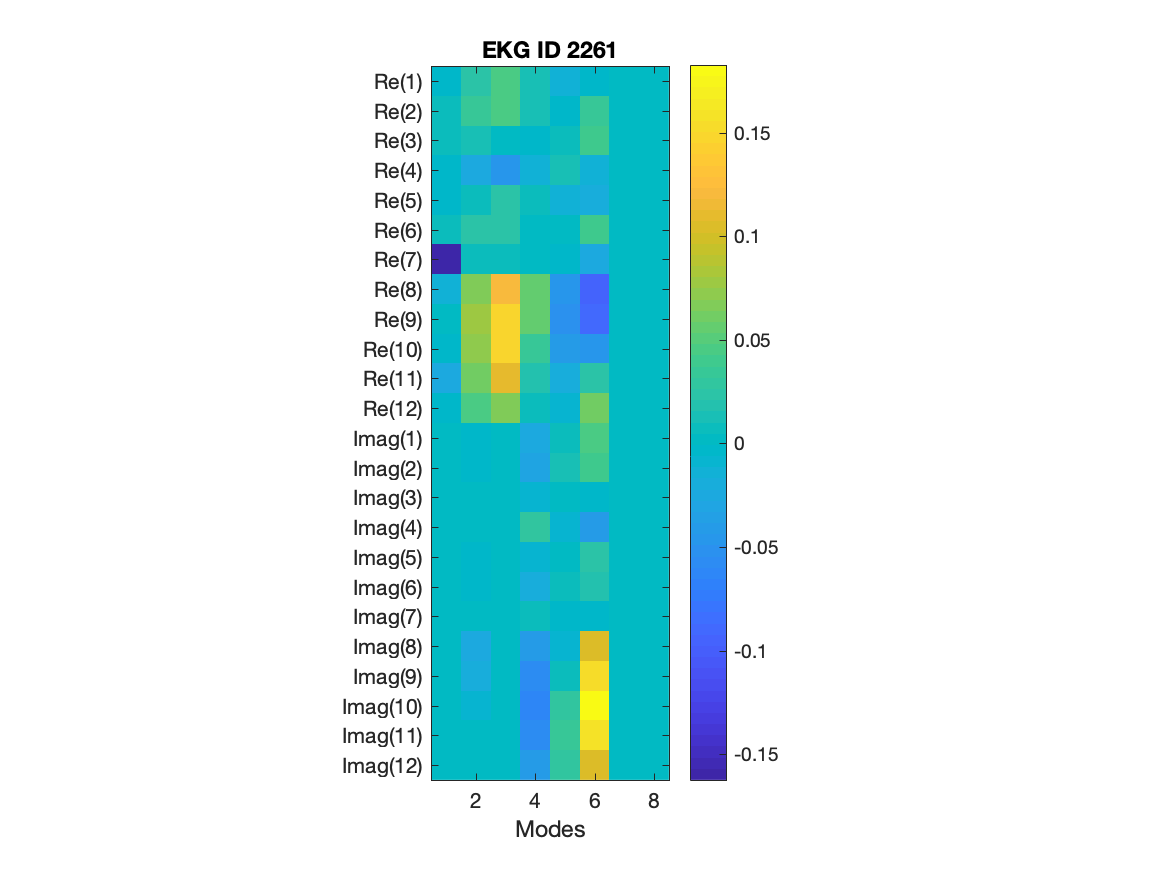 EKG ID 2261
Re(1)
Re(2)
Re(3)
Re(4)
Re(5)
Re(6)
Re(7)
Re(8)
Re(9)
Re(10)
Re(11)
Re(12)
Imag(1)
Imag(2)
Imag(3)
Imag(4)
Imag(5)
Imag(6)
Imag(7)
Imag(8)
Imag(9)
Imag(10)
Imag(11)
Imag(12)
2 4 6 8
Modes
0.15
0.1
0.05
0
-0.05
-0.1
-0.15